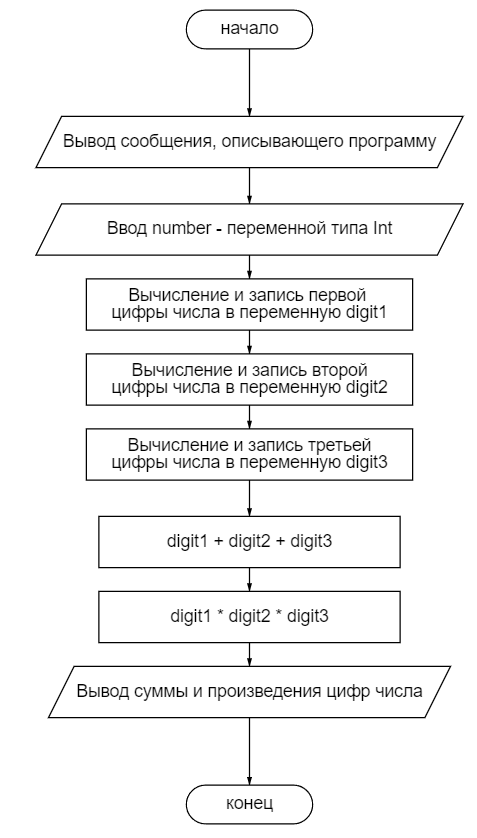 начало
Вывод сообщения, описывающего программу
Ввод number - переменной типа Int
Вычисление и запись первой
цифры числа в переменную digit1
Вычисление и запись второй
цифры числа в переменную digit2
Вычисление и запись третьей
цифры числа в переменную digit3
digit1 + digit2 + digit3
digit1 * digit2 * digit3
Вывод суммы и произведения цифр числа
конец